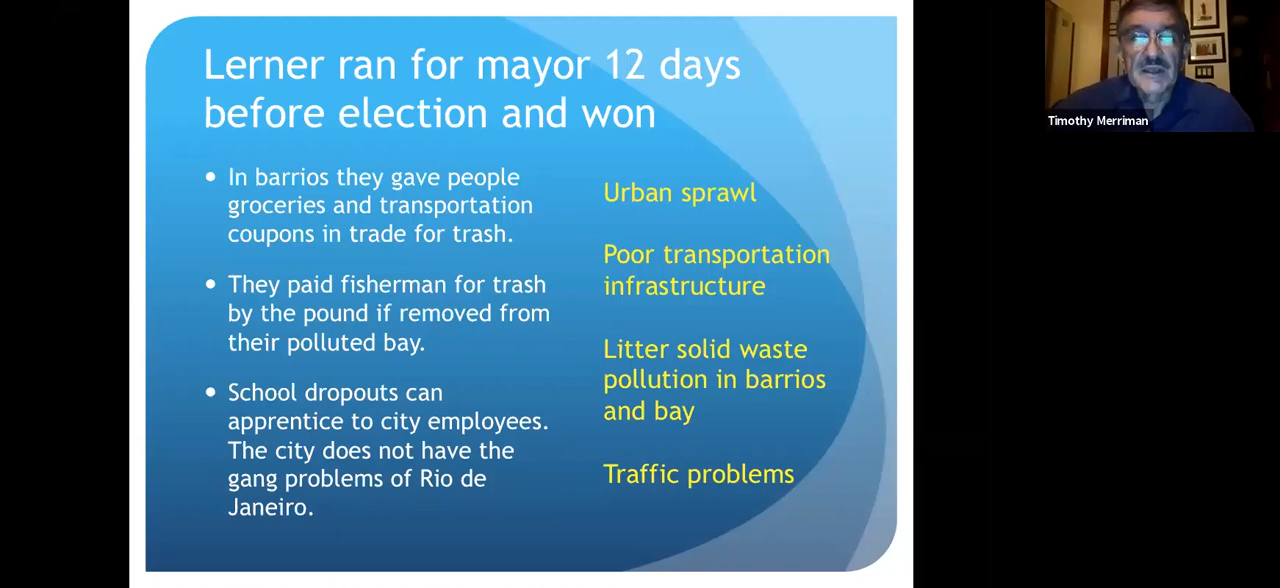 Lerner ran for mayor 12 days
before election and won
In barrios they gave people
groceries and transportation
coupons in trade for trash.
They paid fisherman for trash
by the pound if removed from
their polluted bay.
School dropouts can
apprentice to city employees.
The city does not have the
gang problems of Rio de
Janeiro.
Urban sprawl
Poor transportation
infrastructure
Litter solid waste
pollution in barrios
and bay
Traffic problems
Timothy Merriman